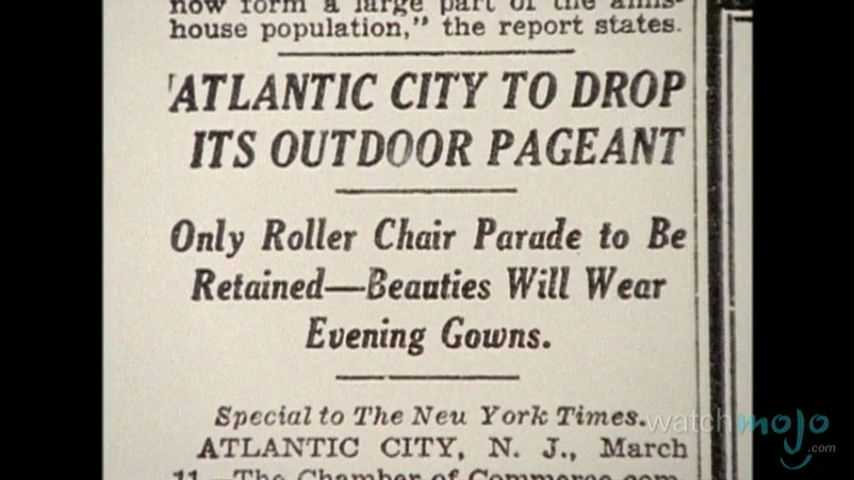 now form a large part of the alms-
house population," the report states.
'ATLANTIC CITY TO DROP
ITS OUTDOOR PAGEANT
Only Roller Chair Parade to Be
Retained—Beauties Will Wear
Evening Gowns.
Special to The New York Times.
ATLANTIC CITY, N. J., March
11.—The Chamber of Commerce com-
watchmojo
.com